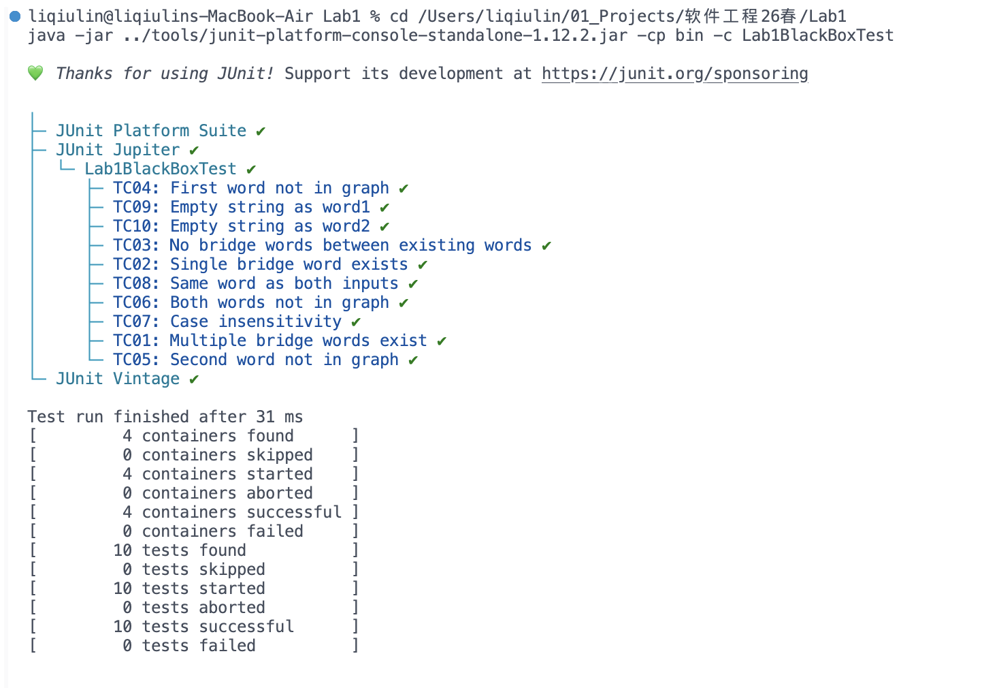 liqiulin@liqiulins-MacBook-Air Lab1 % cd /Users/liqiulin/01_Projects/软件工程26春/Lab1
java -jar ../tools/junit-platform-console-standalone-1.12.2.jar -cp bin -c Lab1BlackBoxTest
💚 Thanks for using JUnit! Support its development at https://junit.org/sponsoring
├─ JUnit Platform Suite ✔
├─ JUnit Jupiter ✔
│  └─ Lab1BlackBoxTest ✔
│     ├─ TC04: First word not in graph ✔
│     ├─ TC09: Empty string as word1 ✔
│     ├─ TC10: Empty string as word2 ✔
│     ├─ TC03: No bridge words between existing words ✔
│     ├─ TC02: Single bridge word exists ✔
│     ├─ TC08: Same word as both inputs ✔
│     ├─ TC06: Both words not in graph ✔
│     ├─ TC07: Case insensitivity ✔
│     ├─ TC01: Multiple bridge words exist ✔
│     └─ TC05: Second word not in graph ✔
└─ JUnit Vintage ✔
Test run finished after 31 ms
[         4 containers found      ]
[         0 containers skipped    ]
[         4 containers started    ]
[         0 containers aborted    ]
[         4 containers successful ]
[         0 containers failed     ]
[        10 tests found           ]
[         0 tests skipped         ]
[        10 tests started         ]
[         0 tests aborted         ]
[        10 tests successful      ]
[         0 tests failed          ]